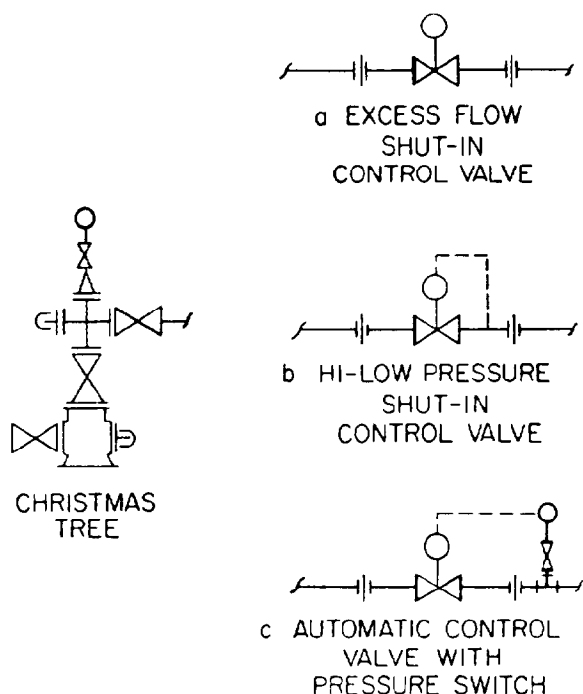 a EXCESS FLOW
SHUT-IN
CONTROL VALVE
b HI-LOW PRESSURE
SHUT-IN
CONTROL VALVE
CHRISTMAS
TREE
c AUTOMATIC CONTROL
VALVE WITH
PRESSURE SWITCH